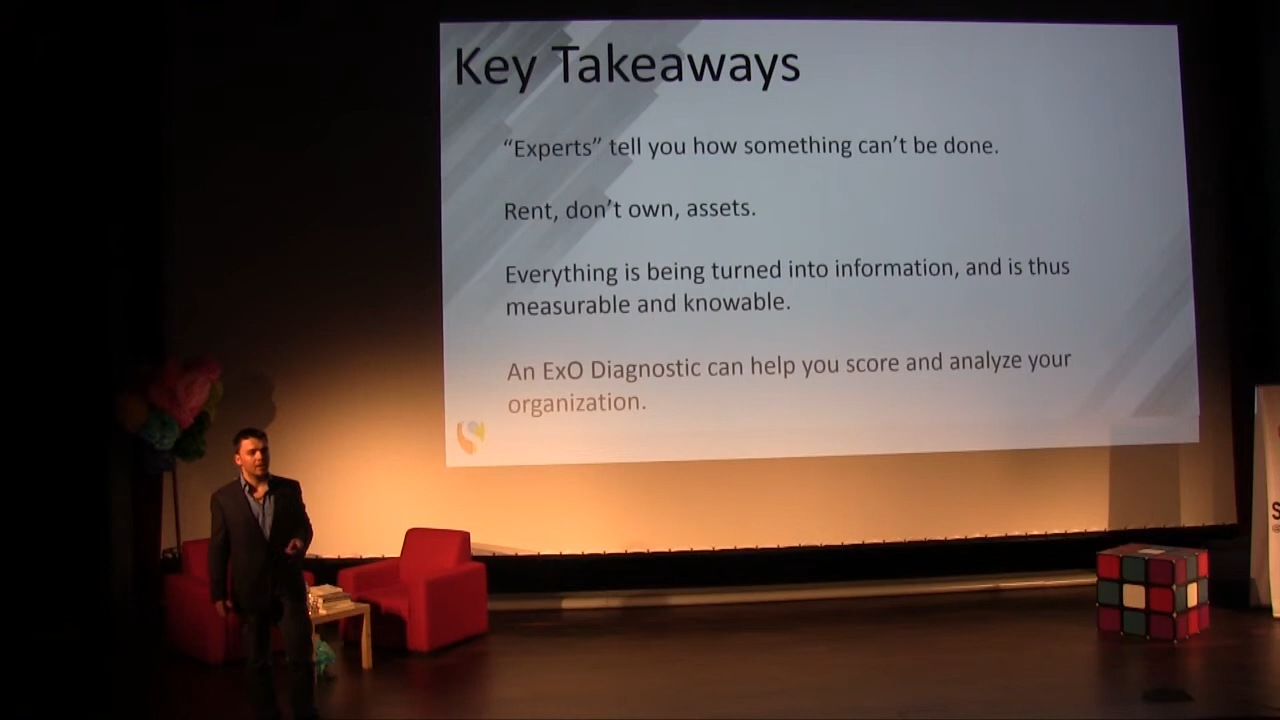 Key Takeaways
“Experts” tell you how something can’t be done.
Rent, don’t own, assets.
Everything is being turned into information, and is thus
measurable and knowable.
An ExO Diagnostic can help you score and analyze your
organization.
S